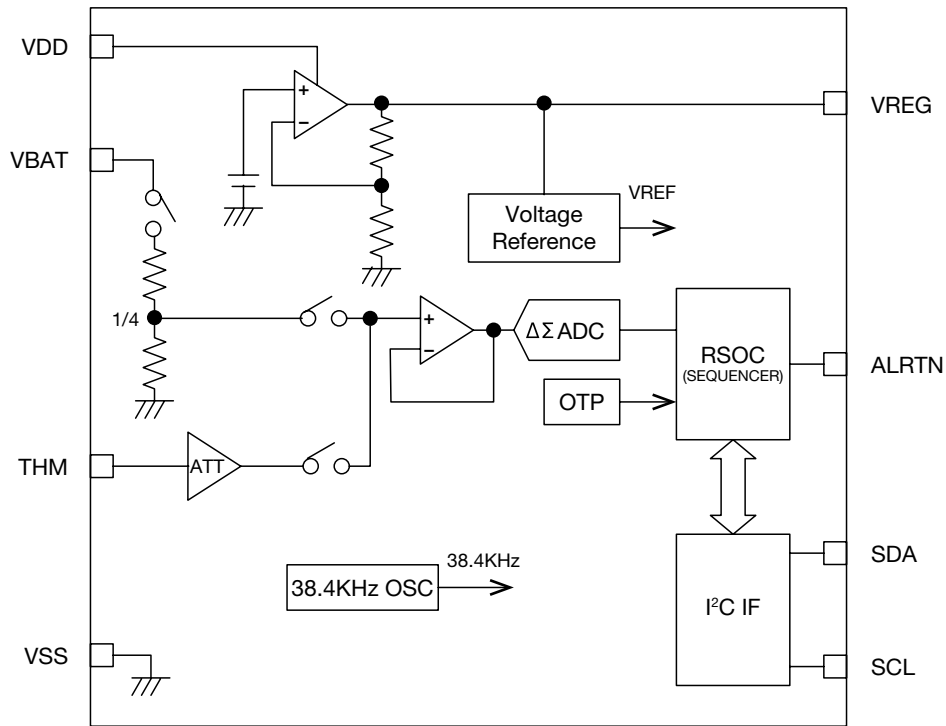 VDD
VREG
VBAT
+
−
Voltage
Reference
VREF
1/4
+
−
ΔΣ ADC
RSOC
(SEQUENCER)
ALRTN
OTP
THM
ATT
38.4KHz OSC
38.4KHz
I²C IF
SDA
SCL
VSS